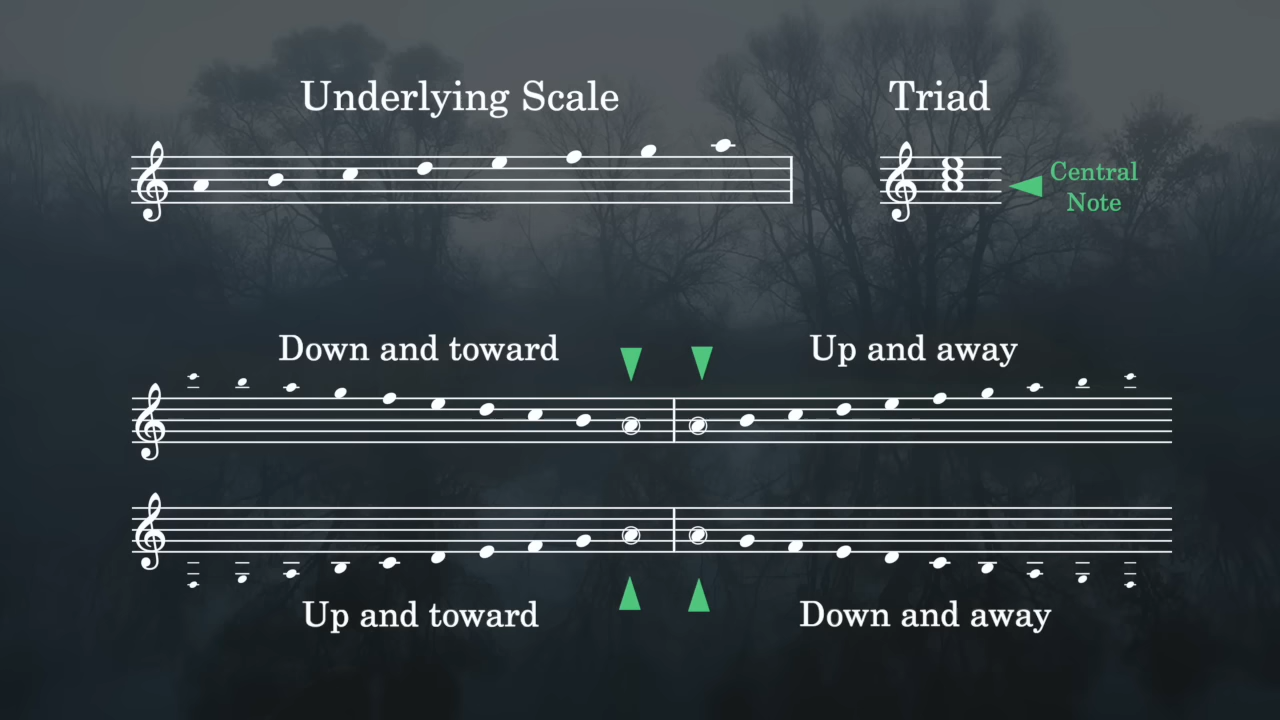 Underlying Scale
Triad
Central
Note
Down and toward
Up and away
Up and toward
Down and away